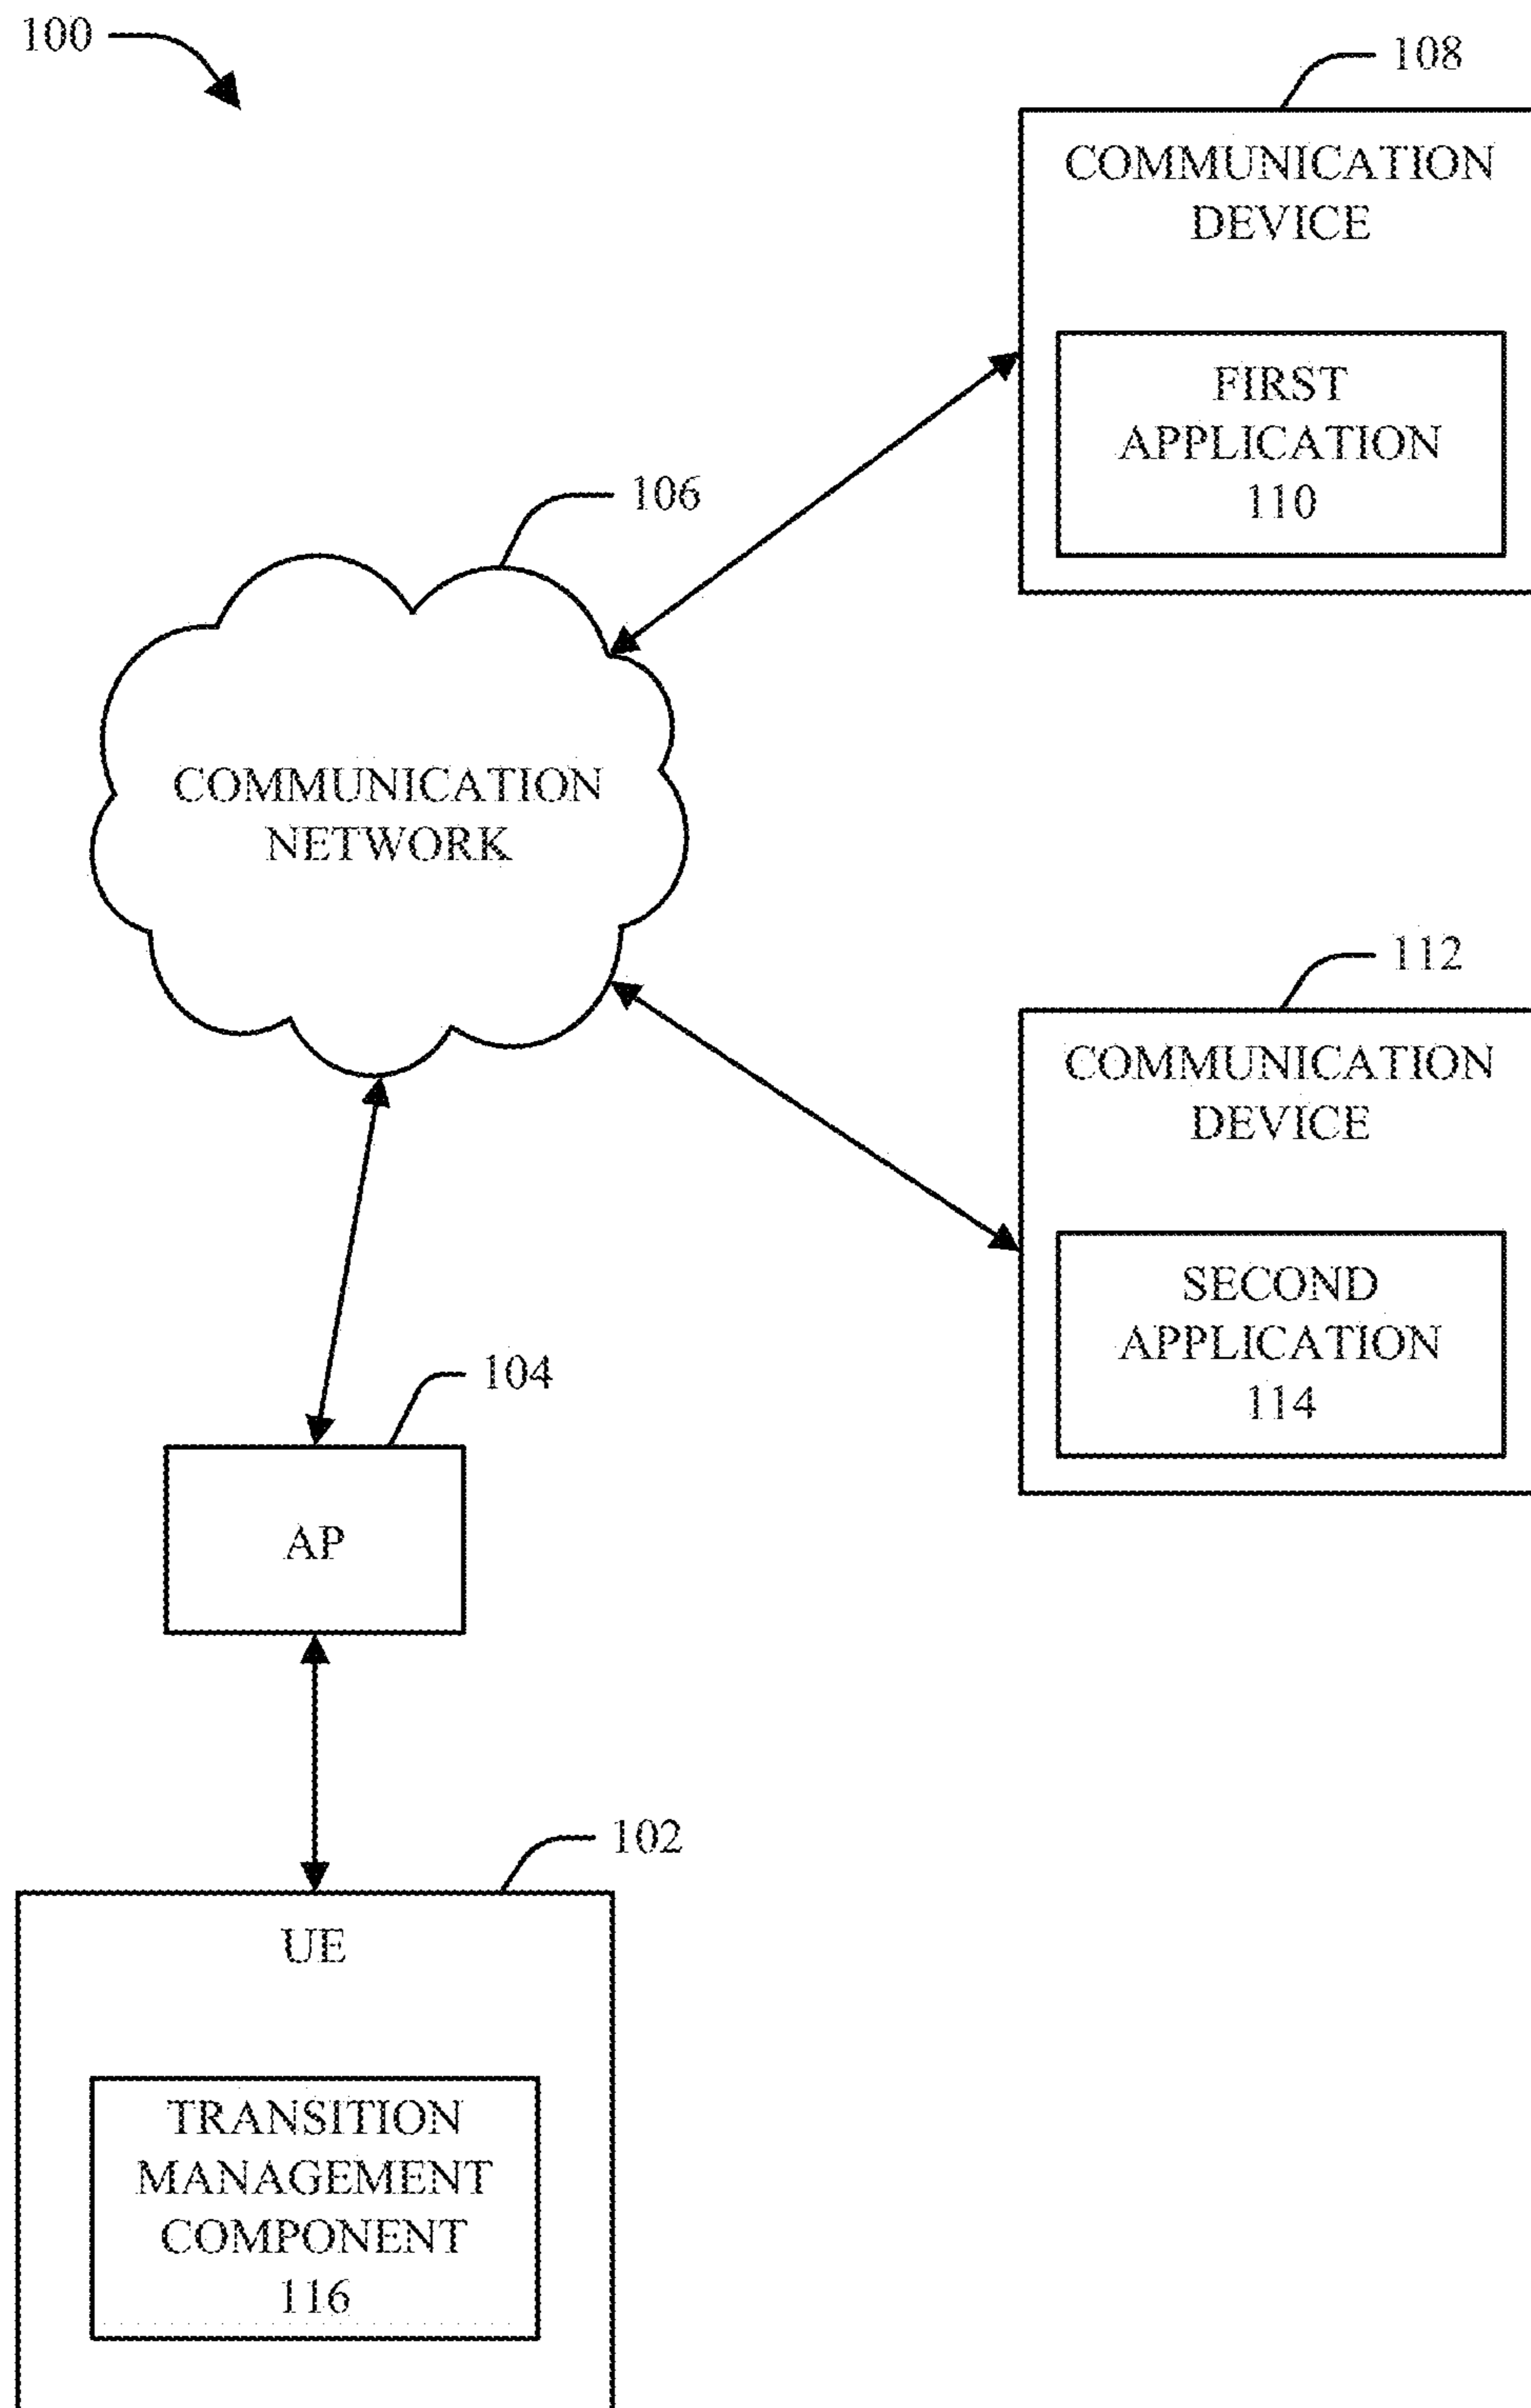 100
108
COMMUNICATION
DEVICE
FIRST
APPLICATION
110
106
COMMUNICATION
NETWORK
112
COMMUNICATION
DEVICE
SECOND
APPLICATION
114
104
AP
102
UE
TRANSITION
MANAGEMENT
COMPONENT
116